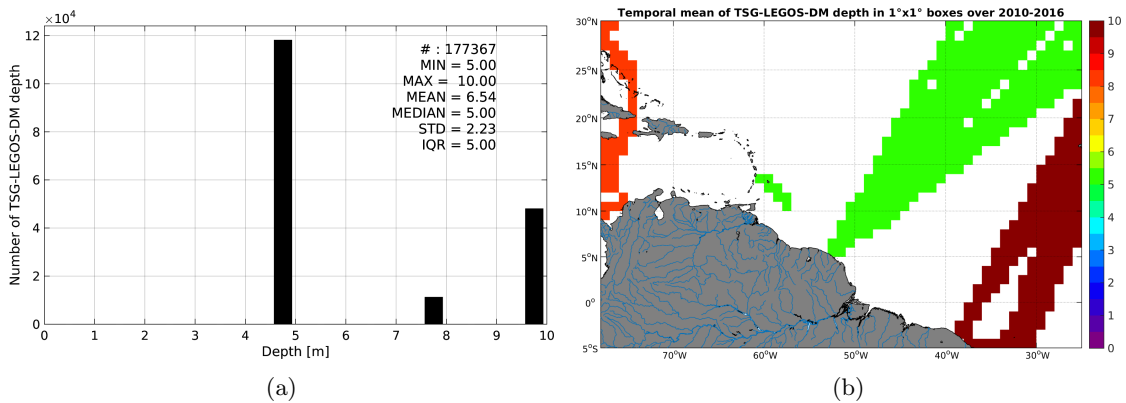 ×10⁴
12
10
8
6
4
2
0
Number of TSG-LEGOS-DM depth
# : 177367
MIN = 5.00
MAX = 10.00
MEAN = 6.54
MEDIAN = 5.00
STD = 2.23
IQR = 5.00
0 1 2 3 4 5 6 7 8 9 10
Depth [m]
(a)
Temporal mean of TSG-LEGOS-DM depth in 1°x1° boxes over 2010-2016
30°N
25°N
20°N
15°N
10°N
5°N
0°
5°S
70°W 60°W 50°W 40°W 30°W
10
9
8
7
6
5
4
3
2
1
0
(b)